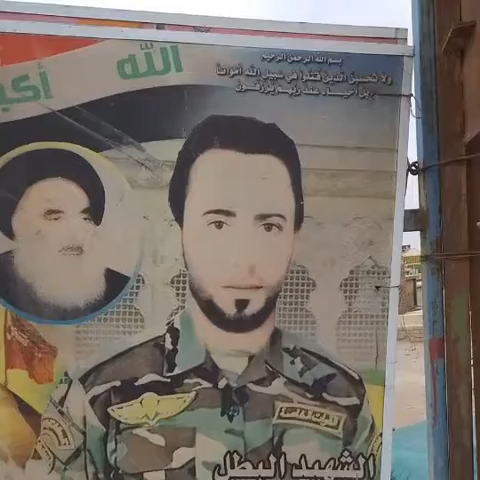 الله أكبر
بسم الله الرحمن الرحيم
ولا تحسبن الذين قتلوا في سبيل الله أمواتا
بل أحياء عند ربهم يرزقون
الشهيد البطل